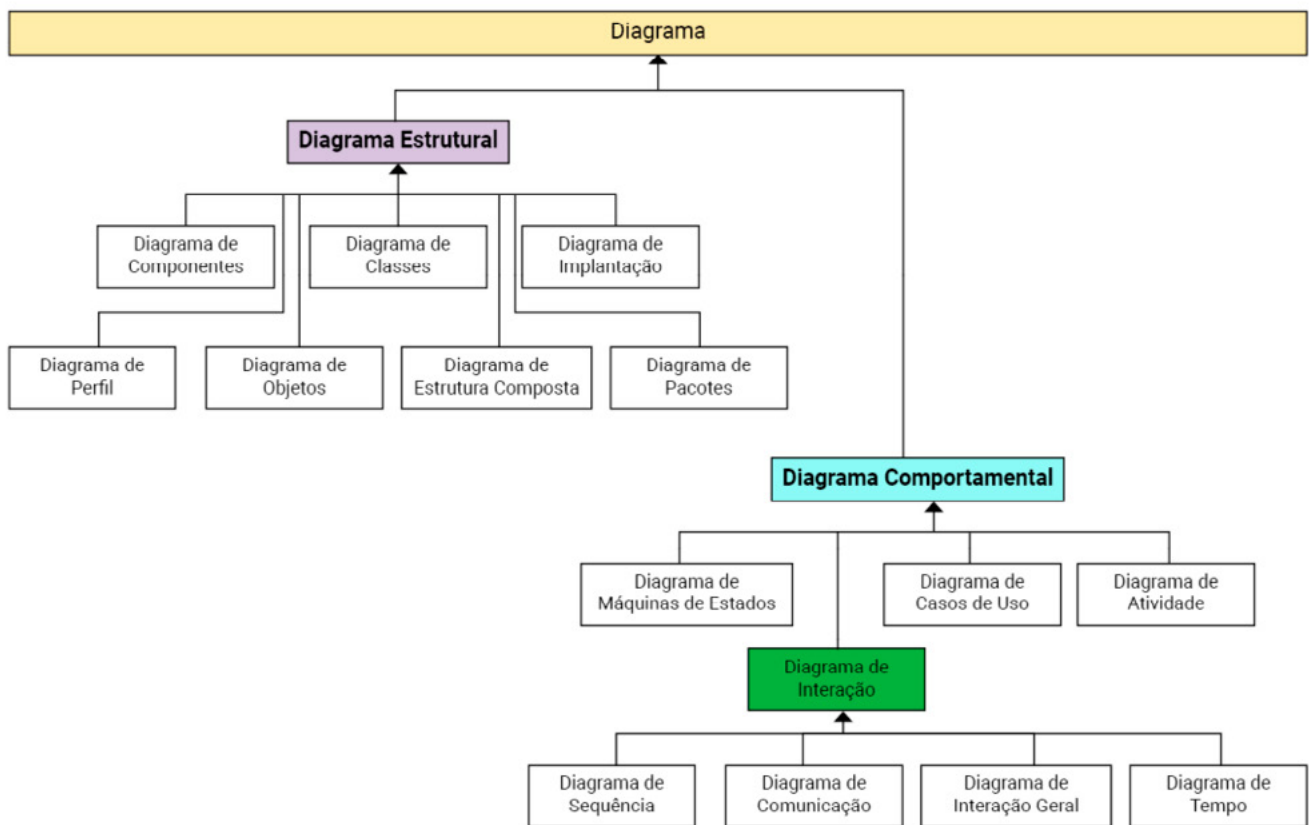 Diagrama
Diagrama Estrutural
Diagrama de
Componentes
Diagrama de
Classes
Diagrama de
Implantação
Diagrama de
Perfil
Diagrama de
Objetos
Diagrama de
Estrutura Composta
Diagrama de
Pacotes
Diagrama Comportamental
Diagrama de
Máquinas de Estados
Diagrama de
Casos de Uso
Diagrama de
Atividade
Diagrama de
Interação
Diagrama de
Sequência
Diagrama de
Comunicação
Diagrama de
Interação Geral
Diagrama de
Tempo